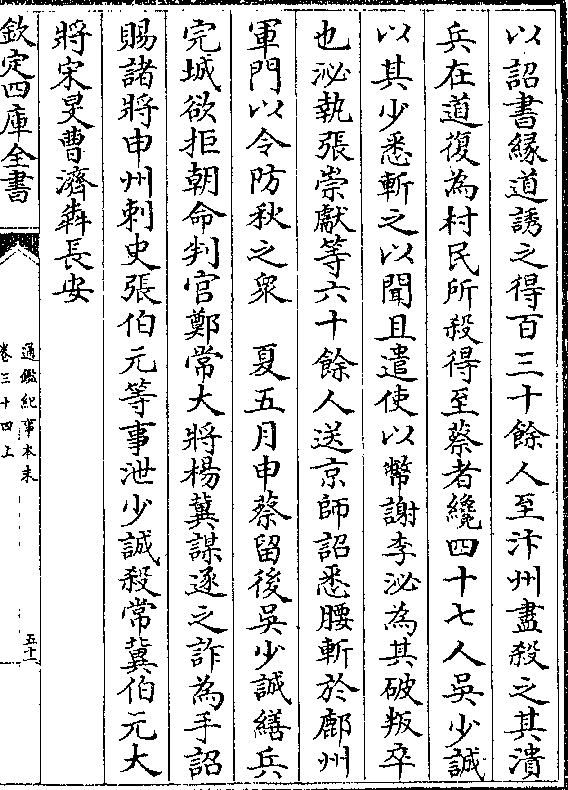 以詔書縁道誘之得百三十餘人至汴州盡殺之其潰
兵在道復為村民所殺得至蔡者纔四十七人吳少誠
以其少悉斬之以聞且遣使以幣謝李泌為其破叛卒
也泌執張崇獻等六十餘人送京師詔悉腰斬於鄜州
軍門以令防秋之衆　夏五月申蔡留後吳少誠繕兵
完城欲拒朝命判官鄭常大將楊冀謀逐之詐為手詔
賜諸將申州刺史張伯元等事泄少誠殺常冀伯元大
將宋旻曹濟奔長安
欽定四庫全書
通鑑紀事本末
卷三十四上
五十一